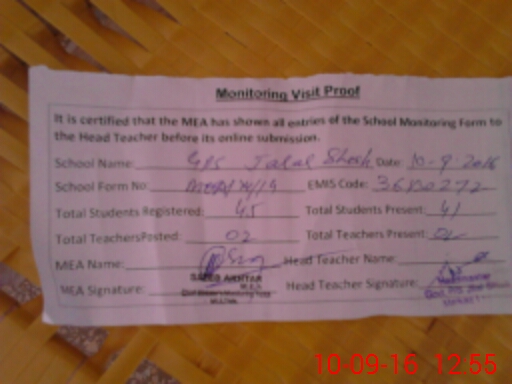 Monitoring Visit Proof
It is certified that the MEA has shown all entries of the School Monitoring Form to
the Head Teacher before its online submission.
School Name: GPS Jalal Shah Date: 10-9-2016
School Form No: EMIS Code:
Total Students Registered: 45 Total Students Present: 41
Total TeachersPosted: 02 Total Teachers Present: 02
MEA Name: Head Teacher Name:
MEA Signature: Head Teacher Signature:
10-09-16 12:55